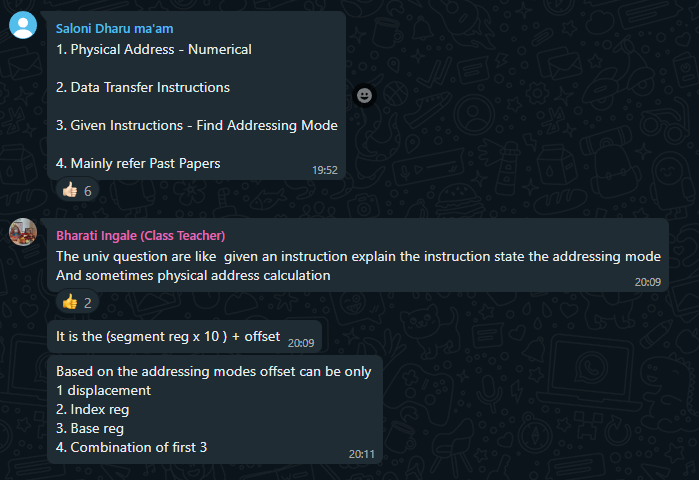 Saloni Dharu ma'am
1. Physical Address - Numerical
2. Data Transfer Instructions
3. Given Instructions - Find Addressing Mode
4. Mainly refer Past Papers
19:52
6
Bharati Ingale (Class Teacher)
The univ question are like  given an instruction explain the instruction state the addressing mode
And sometimes physical address calculation
20:09
2
It is the (segment reg x 10 ) + offset
20:09
Based on the addressing modes offset can be only
1 displacement
2. Index reg
3. Base reg
4. Combination of first 3
20:11